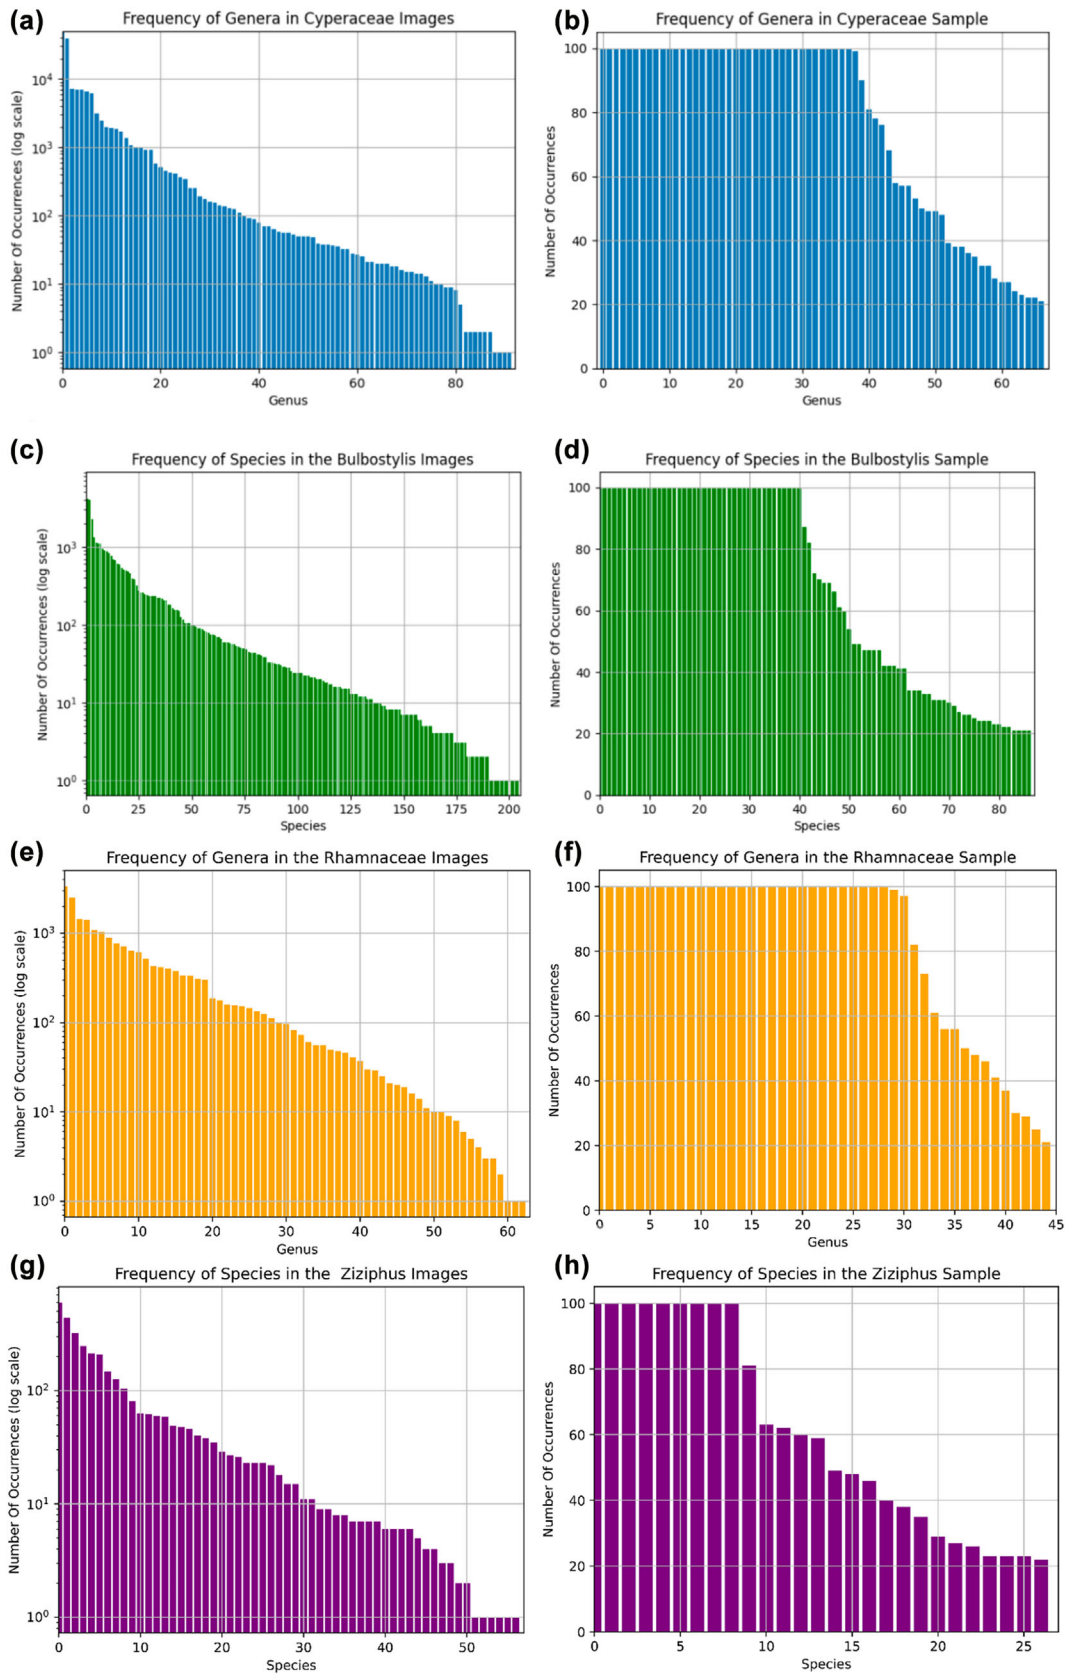 (a)
Frequency of Genera in Cyperaceae Images
Number Of Occurrences (log scale)
10^4
10^3
10^2
10^1
10^0
0 20 40 60 80
Genus
(b)
Frequency of Genera in Cyperaceae Sample
Number Of Occurrences
100
80
60
40
20
0
0 10 20 30 40 50 60
Genus
(c)
Frequency of Species in the Bulbostylis Images
Number Of Occurrences (log scale)
10^3
10^2
10^1
10^0
0 25 50 75 100 125 150 175 200
Species
(d)
Frequency of Species in the Bulbostylis Sample
Number Of Occurrences
100
80
60
40
20
0
0 10 20 30 40 50 60 70 80
Species
(e)
Frequency of Genera in the Rhamnaceae Images
Number Of Occurrences (log scale)
10^3
10^2
10^1
10^0
0 10 20 30 40 50 60
Genus
(f)
Frequency of Genera in the Rhamnaceae Sample
Number Of Occurrences
100
80
60
40
20
0
0 5 10 15 20 25 30 35 40 45
Genus
(g)
Frequency of Species in the Ziziphus Images
Number Of Occurrences (log scale)
10^2
10^1
10^0
0 10 20 30 40 50
Species
(h)
Frequency of Species in the Ziziphus Sample
Number Of Occurrences
100
80
60
40
20
0
0 5 10 15 20 25
Species